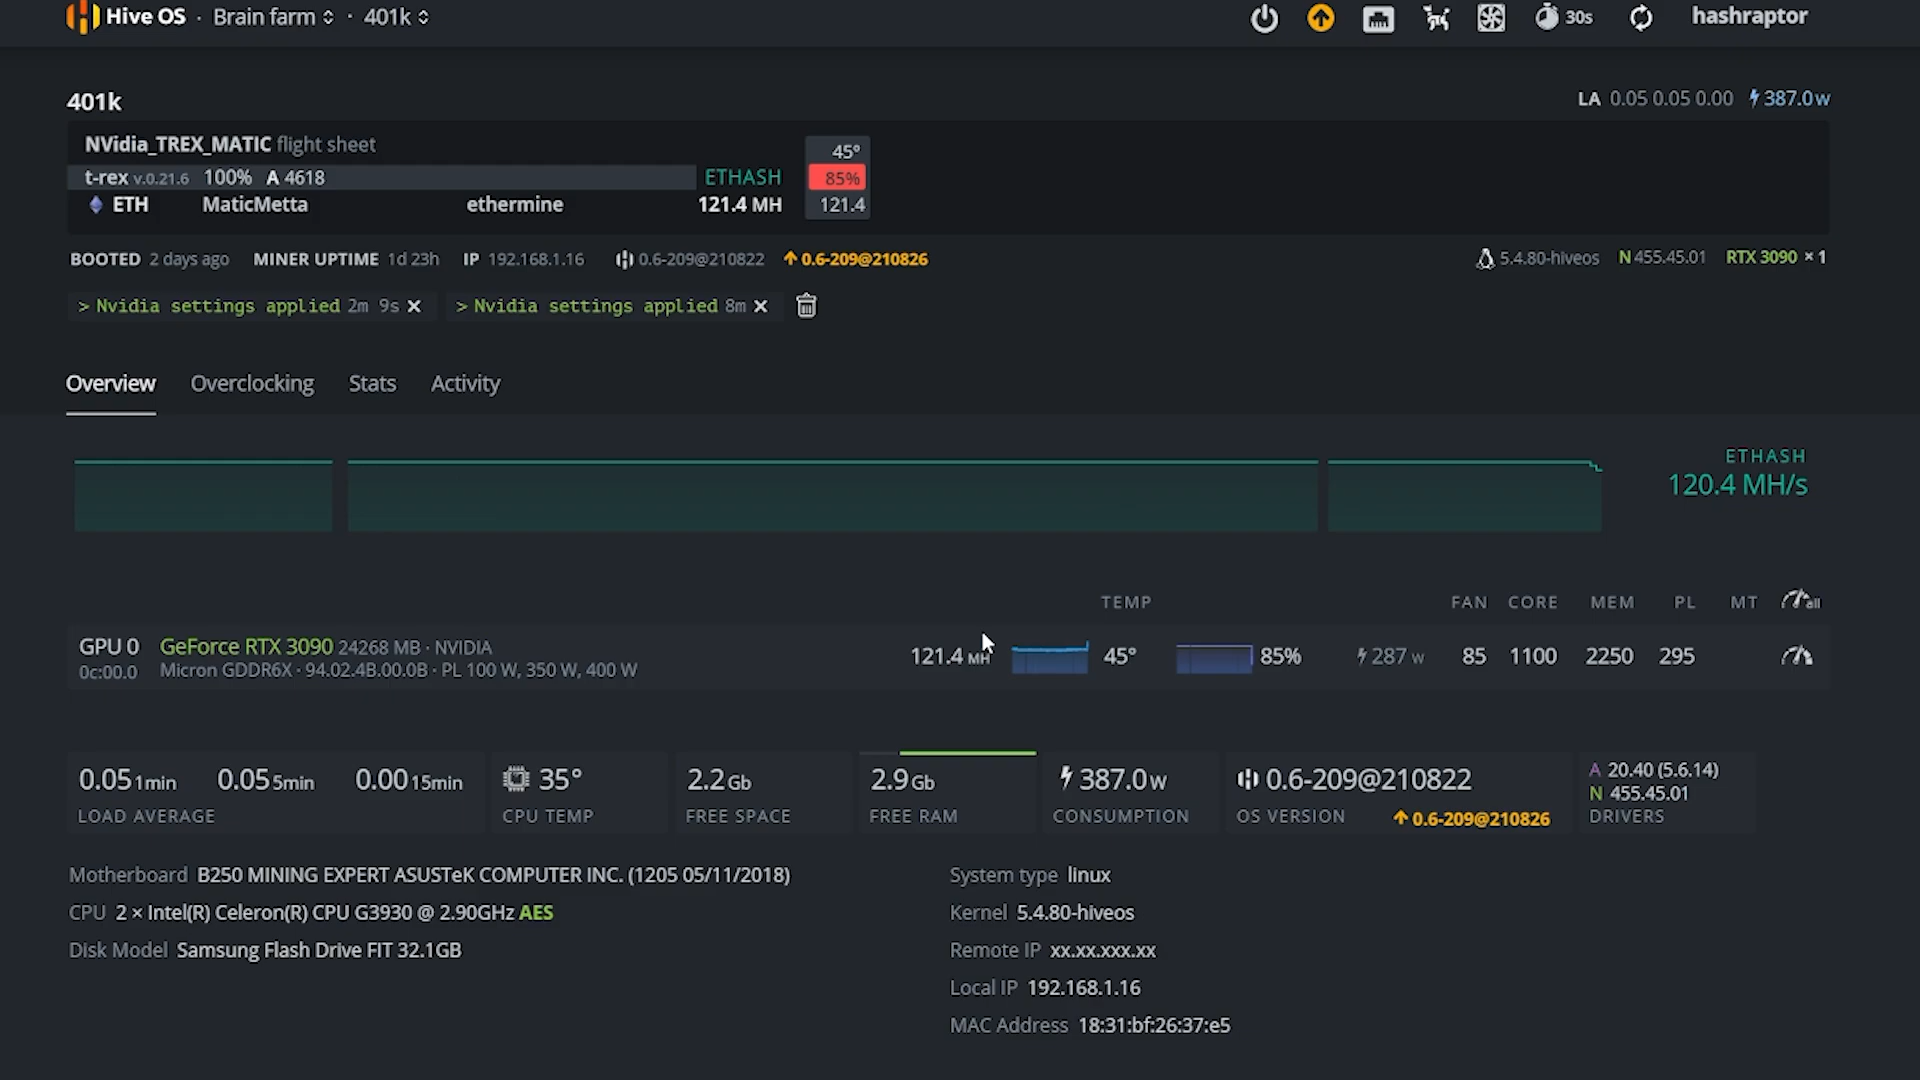 Hive OS · Brain farm · 401k 30s hashraptor
401k LA 0.05 0.05 0.00 387.0w
NVidia_TREX_MATIC flight sheet 45°
t-rex v.0.21.6 100% A 4618 ETHASH 85%
ETH MaticMetta ethermine 121.4 MH 121.4
BOOTED 2 days ago MINER UPTIME 1d 23h IP 192.168.1.16 0.6-209@210822 0.6-209@210826 5.4.80-hiveos N 455.45.01 RTX 3090 × 1
> Nvidia settings applied 2m 9s > Nvidia settings applied 8m
Overview Overclocking Stats Activity
ETHASH
120.4 MH/s
TEMP FAN CORE MEM PL MT all
GPU 0 GeForce RTX 3090 24268 MB · NVIDIA 121.4 MH 45° 85% 287 w 85 1100 2250 295
0c:00.0 Micron GDDR6X · 94.02.4B.00.0B · PL 100 W, 350 W, 400 W
0.05 1min 0.05 5min 0.00 15min 35° 2.2 Gb 2.9 Gb 387.0 w 0.6-209@210822 A 20.40 (5.6.14)
N 455.45.01
LOAD AVERAGE CPU TEMP FREE SPACE FREE RAM CONSUMPTION OS VERSION 0.6-209@210826 DRIVERS
Motherboard B250 MINING EXPERT ASUSTeK COMPUTER INC. (1205 05/11/2018)
CPU 2 × Intel(R) Celeron(R) CPU G3930 @ 2.90GHz AES
Disk Model Samsung Flash Drive FIT 32.1GB
System type linux
Kernel 5.4.80-hiveos
Remote IP xx.xx.xxx.xx
Local IP 192.168.1.16
MAC Address 18:31:bf:26:37:e5